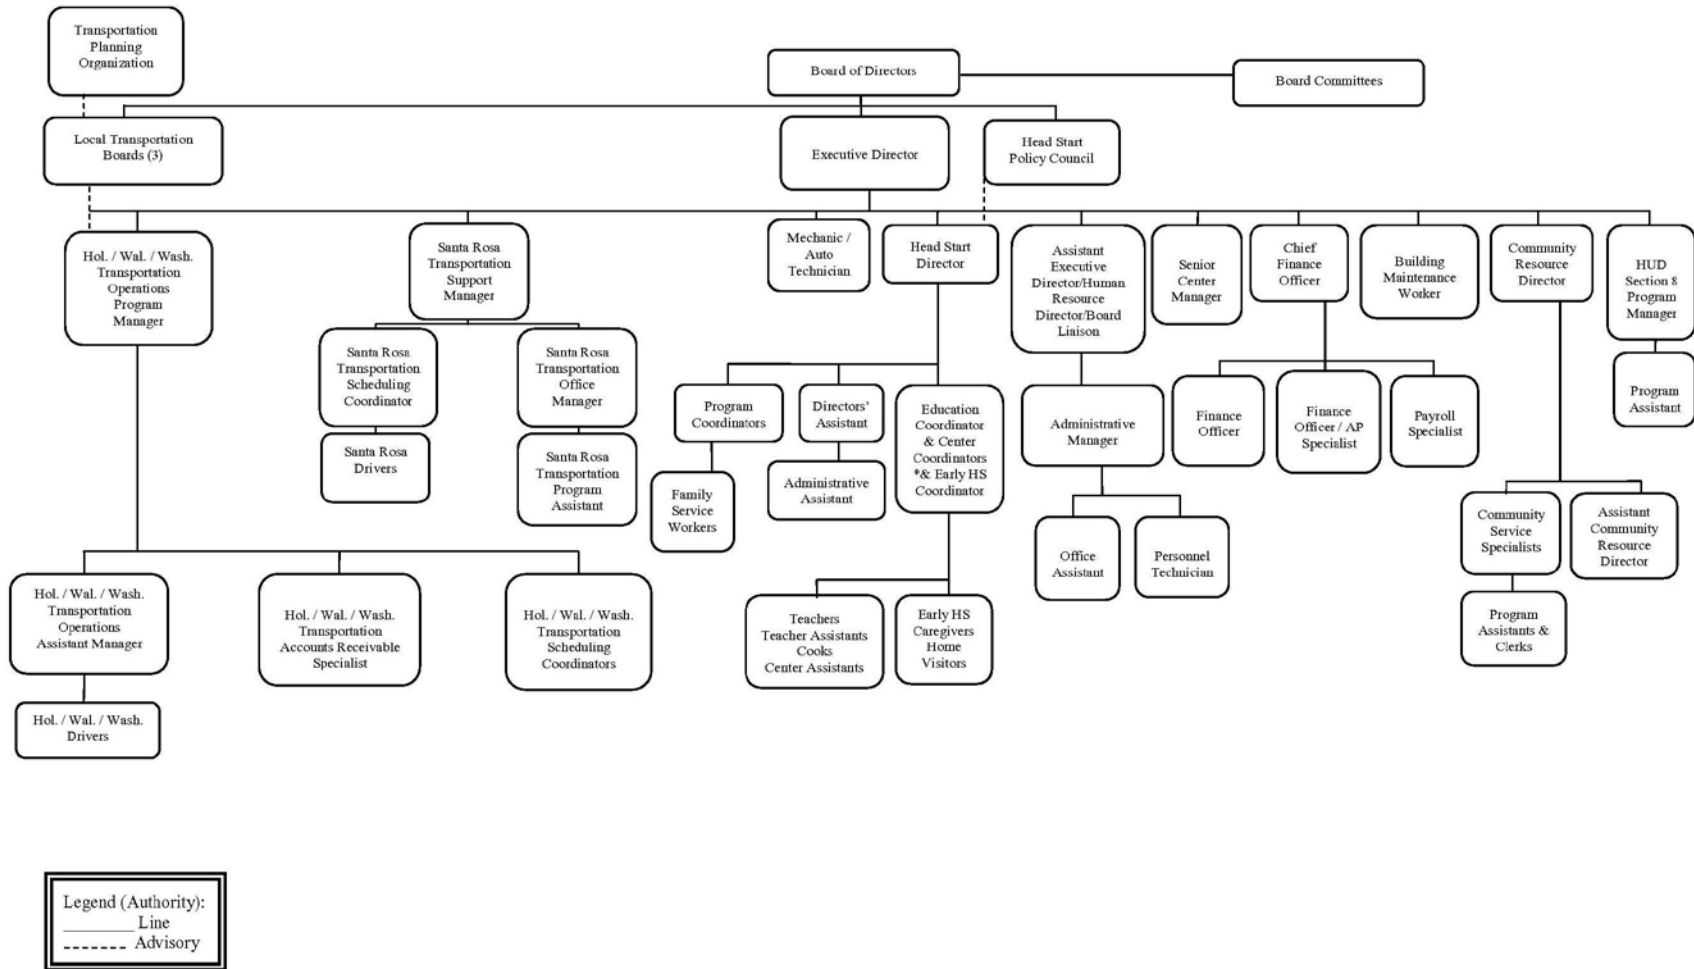 Transportation
Planning
Organization
Board of Directors
Board Committees
Local Transportation
Boards (3)
Executive Director
Head Start
Policy Council
Hol. / Wal. / Wash.
Transportation
Operations
Program
Manager
Santa Rosa
Transportation
Support
Manager
Mechanic /
Auto
Technician
Head Start
Director
Assistant
Executive
Director/Human
Resource
Director/Board
Liaison
Senior
Center
Manager
Chief
Finance
Officer
Building
Maintenance
Worker
Community
Resource
Director
HUD
Section 8
Program
Manager
Santa Rosa
Transportation
Scheduling
Coordinator
Santa Rosa
Transportation
Office
Manager
Program
Coordinators
Directors'
Assistant
Education
Coordinator
& Center
Coordinators
*& Early HS
Coordinator
Administrative
Manager
Finance
Officer
Finance
Officer / AP
Specialist
Payroll
Specialist
Program
Assistant
Santa Rosa
Drivers
Santa Rosa
Transportation
Program
Assistant
Family
Service
Workers
Administrative
Assistant
Office
Assistant
Personnel
Technician
Community
Service
Specialists
Assistant
Community
Resource
Director
Hol. / Wal. / Wash.
Transportation
Operations
Assistant Manager
Hol. / Wal. / Wash.
Transportation
Accounts Receivable
Specialist
Hol. / Wal. / Wash.
Transportation
Scheduling
Coordinators
Teachers
Teacher Assistants
Cooks
Center Assistants
Early HS
Caregivers
Home
Visitors
Program
Assistants &
Clerks
Hol. / Wal. / Wash.
Drivers
Legend (Authority):
________ Line
------- Advisory